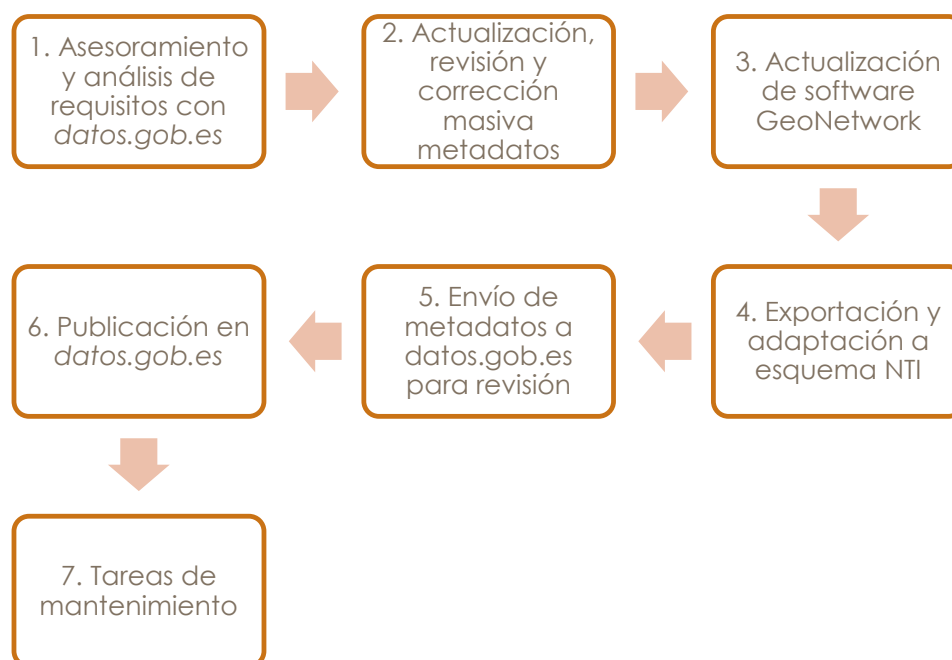 1. Asesoramiento
y análisis de
requisitos con
datos.gob.es
2. Actualización,
revisión y
corrección
masiva
metadatos
3. Actualización
de software
GeoNetwork
4. Exportación y
adaptación a
esquema NTI
5. Envío de
metadatos a
datos.gob.es
para revisión
6. Publicación en
datos.gob.es
7. Tareas de
mantenimiento